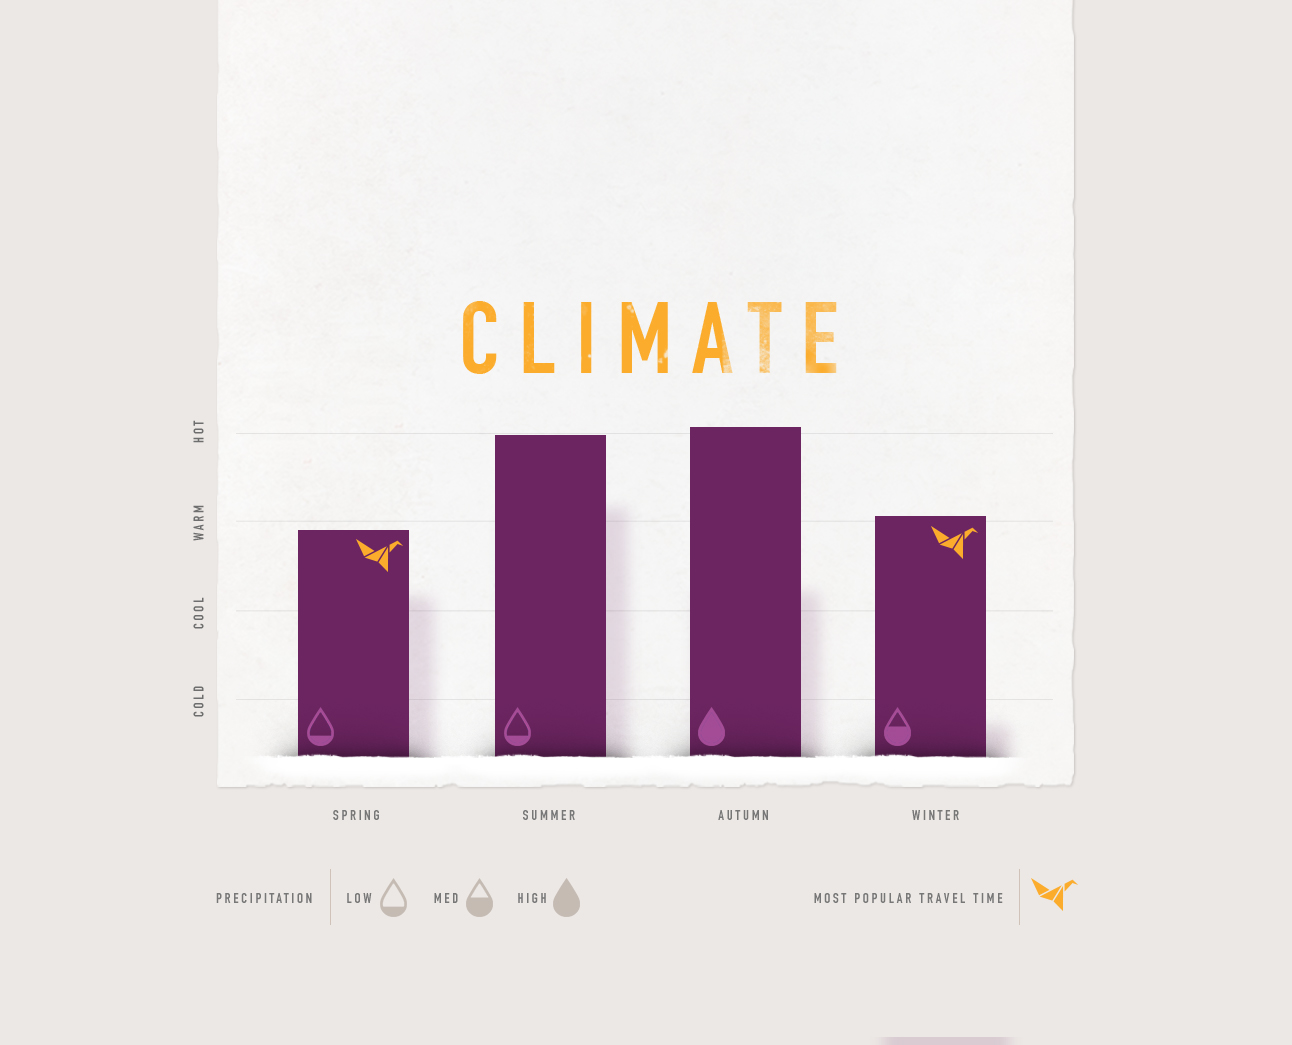 CLIMATE
HOT
WARM
COOL
COLD
SPRING SUMMER AUTUMN WINTER
PRECIPITATION LOW MED HIGH MOST POPULAR TRAVEL TIME